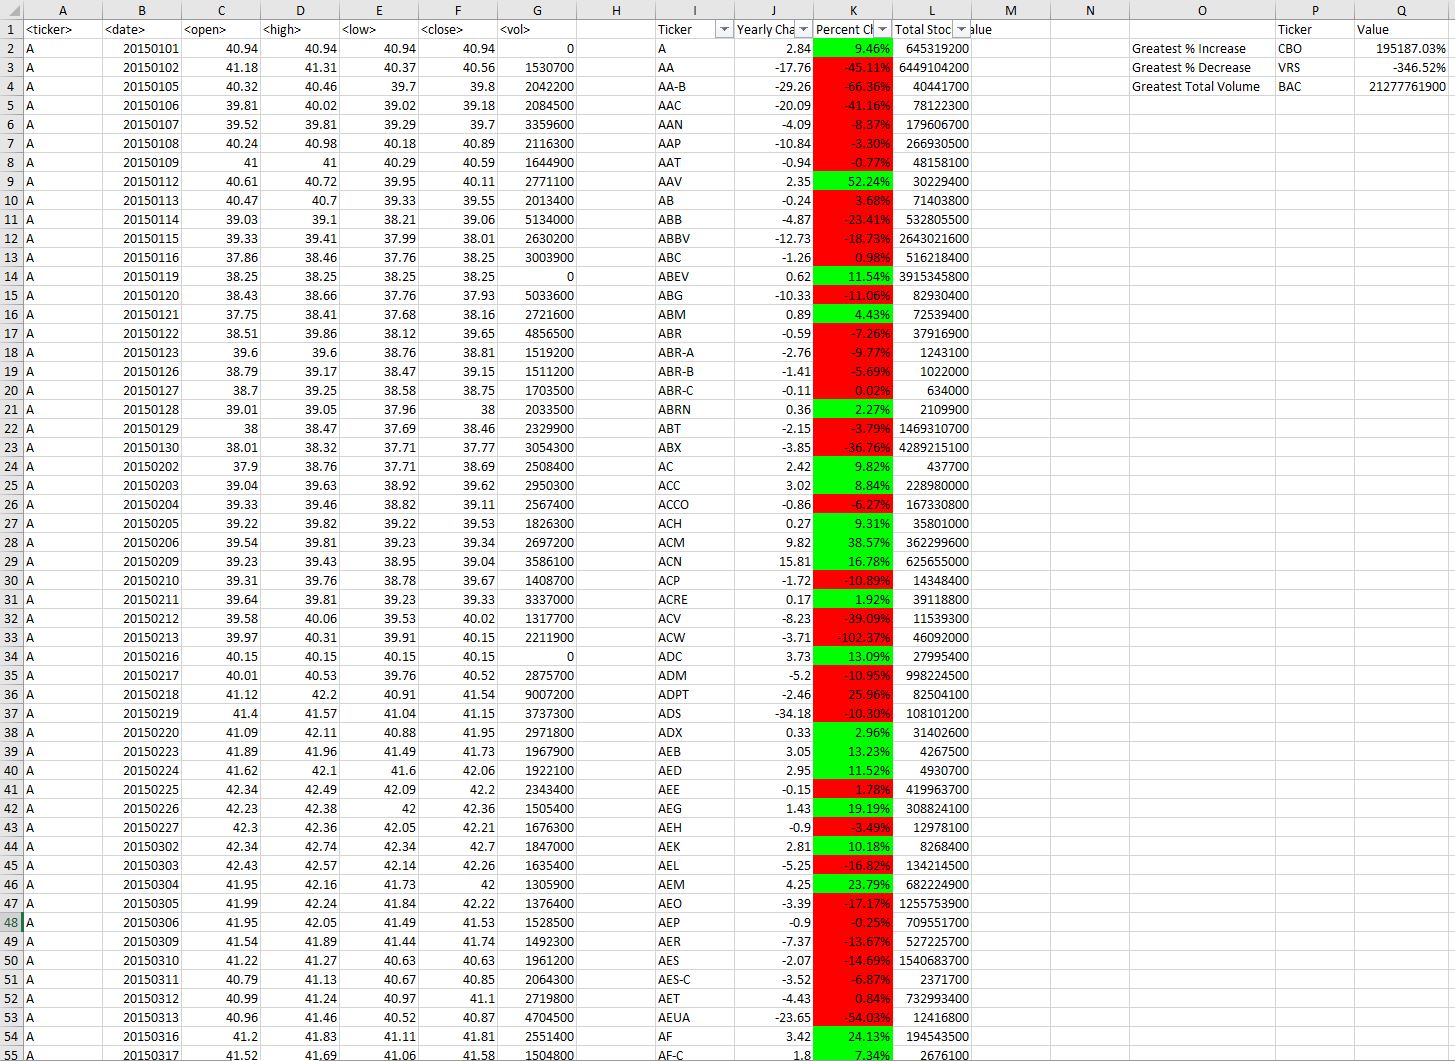 A B C D E F G H I J K L M N O P Q
1 <ticker> <date> <open> <high> <low> <close> <vol> Ticker Yearly Cha Percent Ch Total Stoc alue Ticker Value
2 A 20150101 40.94 40.94 40.94 40.94 0 A 2.84 9.46% 645319200 Greatest % Increase CBO 195187.03%
3 A 20150102 41.18 41.31 40.37 40.56 1530700 AA -17.76 -45.11% 6449104200 Greatest % Decrease VRS -346.52%
4 A 20150105 40.32 40.46 39.7 39.8 2042200 AA-B -29.26 -66.36% 40441700 Greatest Total Volume BAC 21277761900
5 A 20150106 39.81 40.02 39.02 39.18 2084500 AAC -20.09 -41.16% 78122300
6 A 20150107 39.52 39.81 39.29 39.7 3359600 AAN -4.09 -8.37% 179606700
7 A 20150108 40.24 40.98 40.18 40.89 2116300 AAP -10.84 -3.30% 266930500
8 A 20150109 41 41 40.29 40.59 1644900 AAT -0.94 -0.77% 48158100
9 A 20150112 40.61 40.72 39.95 40.11 2771100 AAV 2.35 52.24% 30229400
10 A 20150113 40.47 40.7 39.33 39.55 2013400 AB -0.24 3.68% 71403800
11 A 20150114 39.03 39.1 38.21 39.06 5134000 ABB -4.87 -23.41% 532805500
12 A 20150115 39.33 39.41 37.99 38.01 2630200 ABBV -12.73 -18.73% 2643021600
13 A 20150116 37.86 38.46 37.76 38.25 3003900 ABC -1.26 0.98% 516218400
14 A 20150119 38.25 38.25 38.25 38.25 0 ABEV 0.62 11.54% 3915345800
15 A 20150120 38.43 38.66 37.76 37.93 5033600 ABG -10.33 -11.06% 82930400
16 A 20150121 37.75 38.41 37.68 38.16 2721600 ABM 0.89 4.43% 72539400
17 A 20150122 38.51 39.86 38.12 39.65 4856500 ABR -0.59 -7.26% 37916900
18 A 20150123 39.6 39.6 38.76 38.81 1519200 ABR-A -2.76 -9.77% 1243100
19 A 20150126 38.79 39.17 38.47 39.15 1511200 ABR-B -1.41 -5.69% 1022000
20 A 20150127 38.7 39.25 38.58 38.75 1703500 ABR-C -0.11 0.02% 634000
21 A 20150128 39.01 39.05 37.96 38 2033500 ABRN 0.36 2.27% 2109900
22 A 20150129 38 38.47 37.69 38.46 2329900 ABT -2.15 -3.79% 1469310700
23 A 20150130 38.01 38.32 37.71 37.77 3054300 ABX -3.85 -36.76% 4289215100
24 A 20150202 37.9 38.76 37.71 38.69 2508400 AC 2.42 9.82% 437700
25 A 20150203 39.04 39.63 38.92 39.62 2950300 ACC 3.02 8.84% 228980000
26 A 20150204 39.33 39.46 38.82 39.11 2567400 ACCO -0.86 -6.27% 167330800
27 A 20150205 39.22 39.82 39.22 39.53 1826300 ACH 0.27 9.31% 35801000
28 A 20150206 39.54 39.81 39.23 39.34 2697200 ACM 9.82 38.57% 362299600
29 A 20150209 39.23 39.43 38.95 39.04 3586100 ACN 15.81 16.78% 625655000
30 A 20150210 39.31 39.76 38.78 39.67 1408700 ACP -1.72 -10.89% 14348400
31 A 20150211 39.64 39.81 39.23 39.33 3337000 ACRE 0.17 1.92% 39118800
32 A 20150212 39.58 40.06 39.53 40.02 1317700 ACV -8.23 -39.09% 11539300
33 A 20150213 39.97 40.31 39.91 40.15 2211900 ACW -3.71 -102.37% 46092000
34 A 20150216 40.15 40.15 40.15 40.15 0 ADC 3.73 13.09% 27995400
35 A 20150217 40.01 40.53 39.76 40.52 2875700 ADM -5.2 -10.95% 998224500
36 A 20150218 41.12 42.2 40.91 41.54 9007200 ADPT -2.46 25.96% 82504100
37 A 20150219 41.4 41.57 41.04 41.15 3737300 ADS -34.18 -10.30% 108101200
38 A 20150220 41.09 42.11 40.88 41.95 2971800 ADX 0.33 2.96% 31402600
39 A 20150223 41.89 41.96 41.49 41.73 1967900 AEB 3.05 13.23% 4267500
40 A 20150224 41.62 42.1 41.6 42.06 1922100 AED 2.95 11.52% 4930700
41 A 20150225 42.34 42.49 42.09 42.2 2343400 AEE -0.15 1.78% 419963700
42 A 20150226 42.23 42.38 42 42.36 1505400 AEG 1.43 19.19% 308824100
43 A 20150227 42.3 42.36 42.05 42.21 1676300 AEH -0.9 -3.49% 12978100
44 A 20150302 42.34 42.74 42.34 42.7 1847000 AEK 2.81 10.18% 8268400
45 A 20150303 42.43 42.57 42.14 42.26 1635400 AEL -5.25 -16.82% 134214500
46 A 20150304 41.95 42.16 41.73 42 1305900 AEM 4.25 23.79% 682224900
47 A 20150305 41.99 42.24 41.84 42.22 1376400 AEO -3.39 -17.17% 1255753900
48 A 20150306 41.95 42.05 41.49 41.53 1528500 AEP -0.9 -0.25% 709551700
49 A 20150309 41.54 41.89 41.44 41.74 1492300 AER -7.37 -13.67% 527225700
50 A 20150310 41.22 41.27 40.63 40.63 1961200 AES -2.07 -14.69% 1540683700
51 A 20150311 40.79 41.13 40.67 40.85 2064300 AES-C -3.52 -6.87% 2371700
52 A 20150312 40.99 41.24 40.97 41.1 2719800 AET -4.43 0.84% 732993400
53 A 20150313 40.96 41.46 40.52 40.87 4704500 AEUA -23.65 -54.03% 12416800
54 A 20150316 41.2 41.83 41.11 41.81 2551400 AF 3.42 24.13% 194543500
55 A 20150317 41.52 41.69 41.06 41.58 1504800 AF-C 1.8 7.34% 2676100